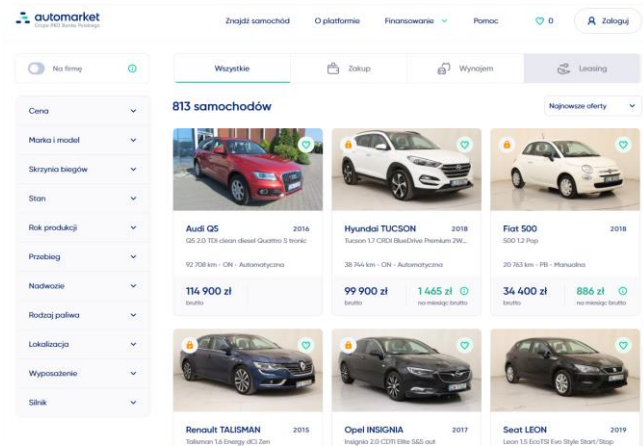 automarket
Grupa PKO Banku Polskiego
Znajdź samochód
O platformie
Finansowanie
Pomoc
0
Zaloguj
Na firmę
Wszystkie
Zakup
Wynajem
Leasing
813 samochodów
Najnowsze oferty
Cena
Marka i model
Skrzynia biegów
Stan
Rok produkcji
Przebieg
Nadwozie
Rodzaj paliwa
Lokalizacja
Wyposażenie
Silnik
Audi Q5 2016
Q5 2.0 TDI clean diesel Quattro S tronic
92 708 km - ON - Automatyczna
114 900 zł
brutto
Hyundai TUCSON 2018
Tucson 1.7 CRDI BlueDrive Premium 2W...
38 744 km - ON - Automatyczna
99 900 zł 1 465 zł
brutto na miesiąc brutto
Fiat 500 2018
500 1.2 Pop
20 763 km - PB - Manualna
34 400 zł 886 zł
brutto na miesiąc brutto
Renault TALISMAN 2015
Talisman 1.6 Energy dCi Zen
Opel INSIGNIA 2017
Insignia 2.0 CDTI Elite S&S aut
Seat LEON 2019
Leon 1.5 EcoTSI Evo Style Start/Stop